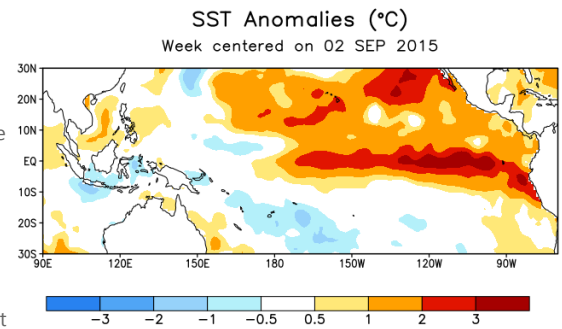 SST Anomalies (°C)
Week centered on 02 SEP 2015
30N
20N
10N
EQ
10S
20S
30S
90E 120E 150E 180 150W 120W 90W
-3 -2 -1 -0.5 0.5 1 2 3
e
t